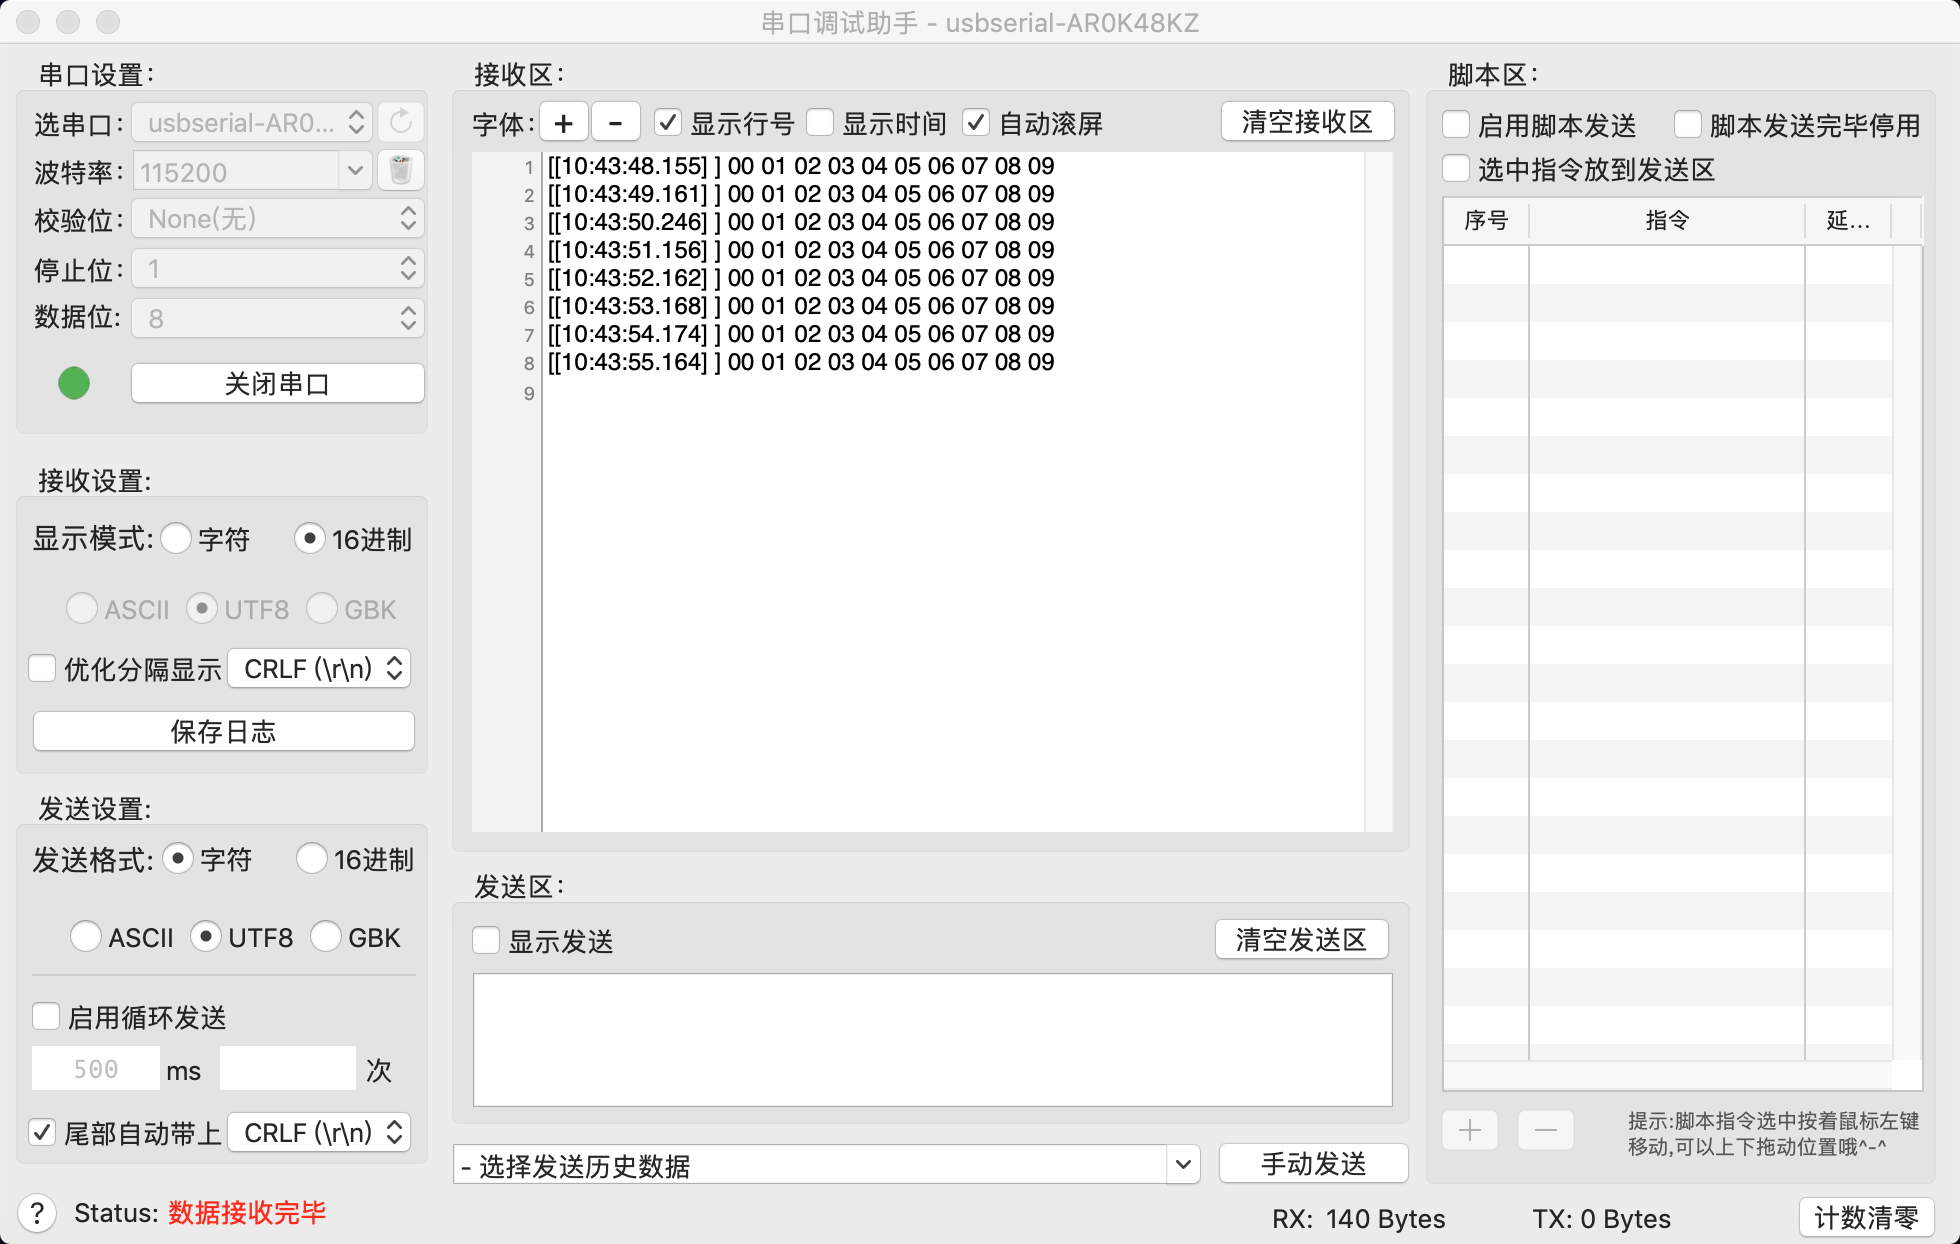 串口调试助手 - usbserial-AR0K48KZ
串口设置:
选串口: usbserial-AR0...
波特率: 115200
校验位: None(无)
停止位: 1
数据位: 8
关闭串口
接收设置:
显示模式: 字符 16进制
ASCII UTF8 GBK
优化分隔显示 CRLF (\r\n)
保存日志
发送设置:
发送格式: 字符 16进制
ASCII UTF8 GBK
启用循环发送
500 ms 次
尾部自动带上 CRLF (\r\n)
? Status: 数据接收完毕
接收区:
字体: + - 显示行号 显示时间 自动滚屏 清空接收区
1 [[10:43:48.155] ] 00 01 02 03 04 05 06 07 08 09
2 [[10:43:49.161] ] 00 01 02 03 04 05 06 07 08 09
3 [[10:43:50.246] ] 00 01 02 03 04 05 06 07 08 09
4 [[10:43:51.156] ] 00 01 02 03 04 05 06 07 08 09
5 [[10:43:52.162] ] 00 01 02 03 04 05 06 07 08 09
6 [[10:43:53.168] ] 00 01 02 03 04 05 06 07 08 09
7 [[10:43:54.174] ] 00 01 02 03 04 05 06 07 08 09
8 [[10:43:55.164] ] 00 01 02 03 04 05 06 07 08 09
9
发送区:
显示发送 清空发送区
- 选择发送历史数据 手动发送
RX: 140 Bytes TX: 0 Bytes 计数清零
脚本区:
启用脚本发送 脚本发送完毕停用
选中指令放到发送区
序号 指令 延...
提示:脚本指令选中按着鼠标左键
移动,可以上下拖动位置哦^-^